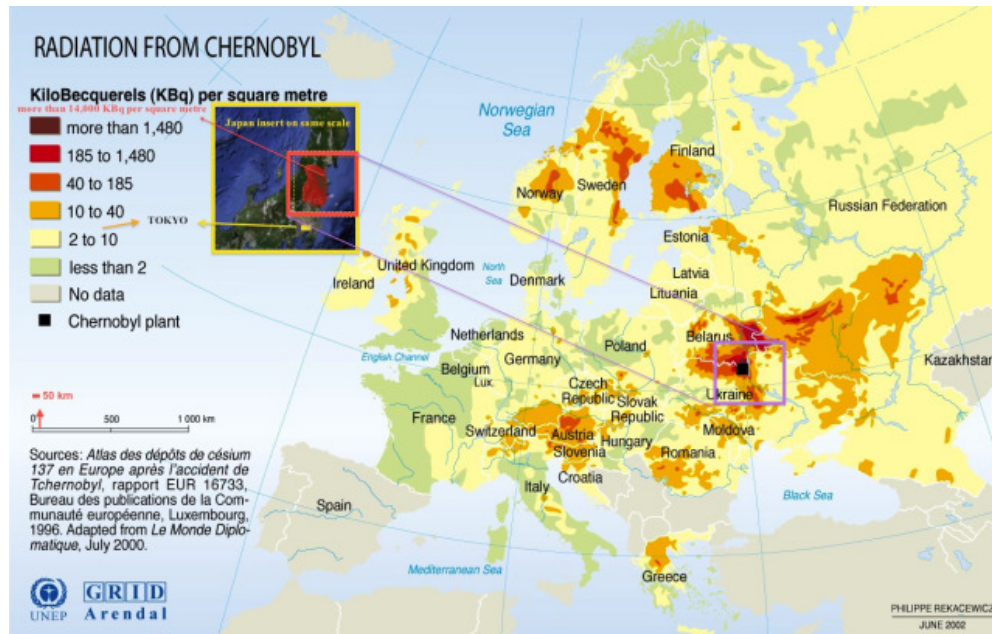 RADIATION FROM CHERNOBYL
KiloBecquerels (KBq) per square metre
more than 14,000 KBq per square metre
more than 1,480
185 to 1,480
40 to 185
10 to 40
TOKYO
2 to 10
less than 2
No data
Chernobyl plant
Japan insert on same scale
Norwegian
Sea
Finland
Norway
Sweden
Russian Federation
Estonia
Latvia
Lituania
United Kingdom
Ireland
North
Sea
Denmark
Belarus
Netherlands
Poland
Kazakhstan
English Channel
Germany
Belgium
Lux.
Czech
Republic
Slovak
Republic
Ukraine
France
Moldova
Switzerland
Austria
Hungary
Slovenia
Romania
Croatia
Italy
Spain
Black Sea
Mediterranean Sea
Greece
= 50 km
0
500
1 000 km
Sources: Atlas des dépôts de césium
137 en Europe après l'accident de
Tchernobyl, rapport EUR 16733,
Bureau des publications de la Com-
munauté européenne, Luxembourg,
1996. Adapted from Le Monde Diplo-
matique, July 2000.
UNEP
GRID
Arendal
PHILIPPE REKACEWICZ
JUNE 2002